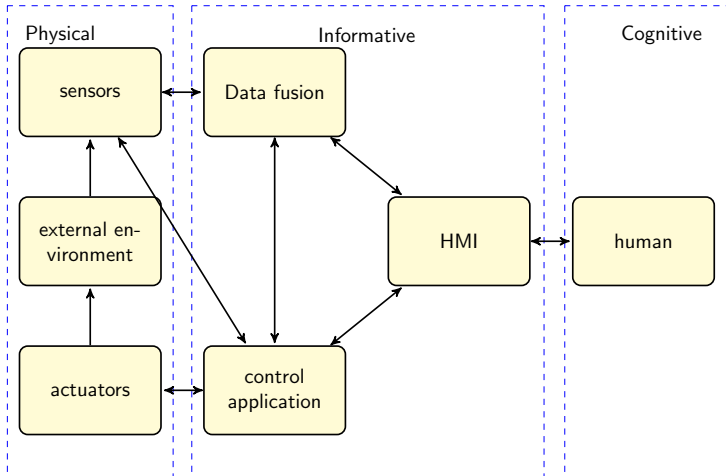 Physical
Informative
Cognitive
sensors
Data fusion
external en-
vironment
HMI
human
actuators
control
application